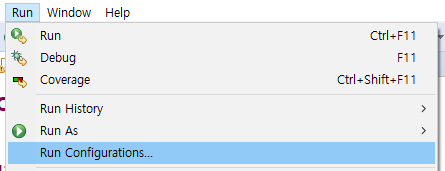 Run Window Help
Run Ctrl+F11
Debug F11
Coverage Ctrl+Shift+F11
Run History
Run As
Run Configurations...